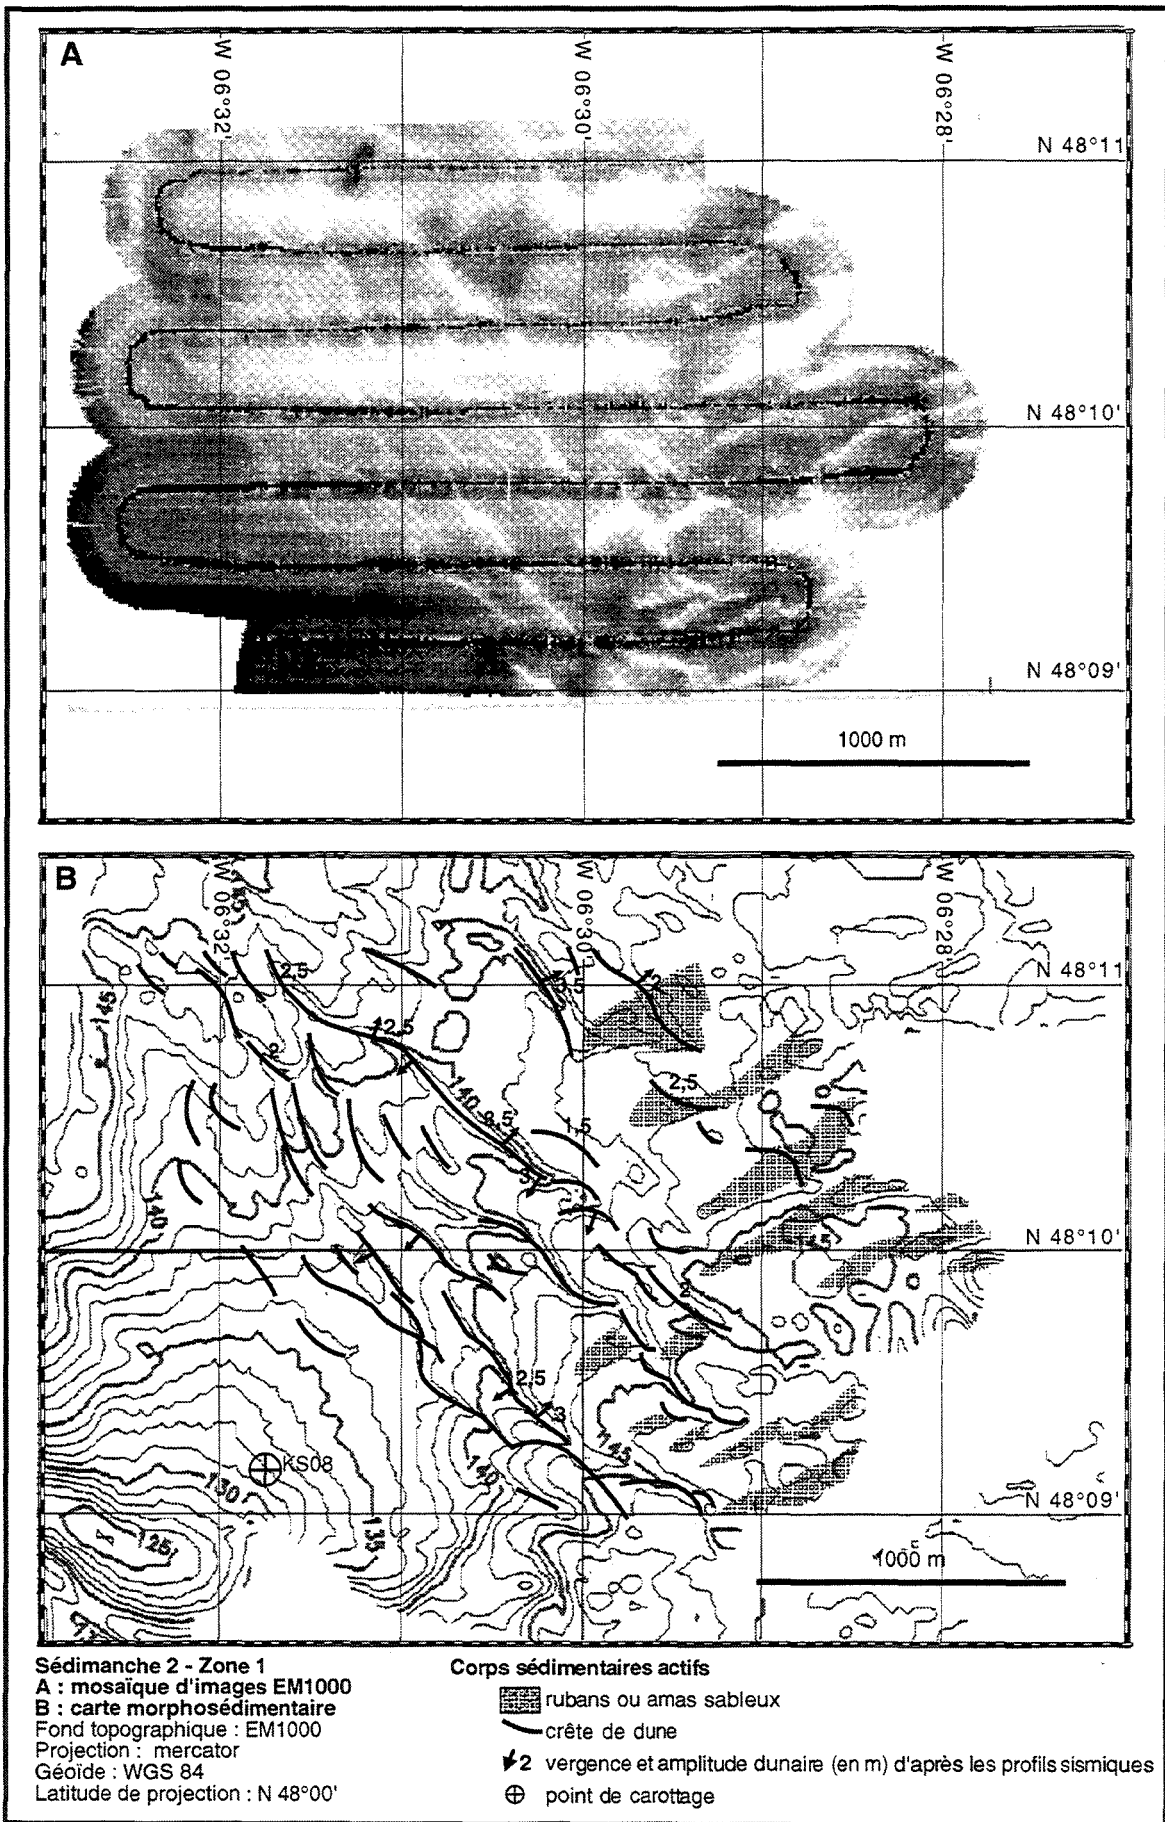 A
W 06°32'
W 06°30'
W 06°28'
N 48°11
N 48°10'
N 48°09'
1000 m
B
W 06°32'
W 06°30'
W 06°28'
N 48°11
N 48°10'
N 48°09'
145
2,5
2
12,5
140
1,5
2,5
2
140
2
2,5
3
145
140
KS08
130
125
135
1000 m
Sédimanche 2 - Zone 1
A : mosaïque d'images EM1000
B : carte morphosédimentaire
Fond topographique : EM1000
Projection : mercator
Géoïde : WGS 84
Latitude de projection : N 48°00'
Corps sédimentaires actifs
rubans ou amas sableux
crête de dune
2 vergence et amplitude dunaire (en m) d'après les profils sismiques
point de carottage